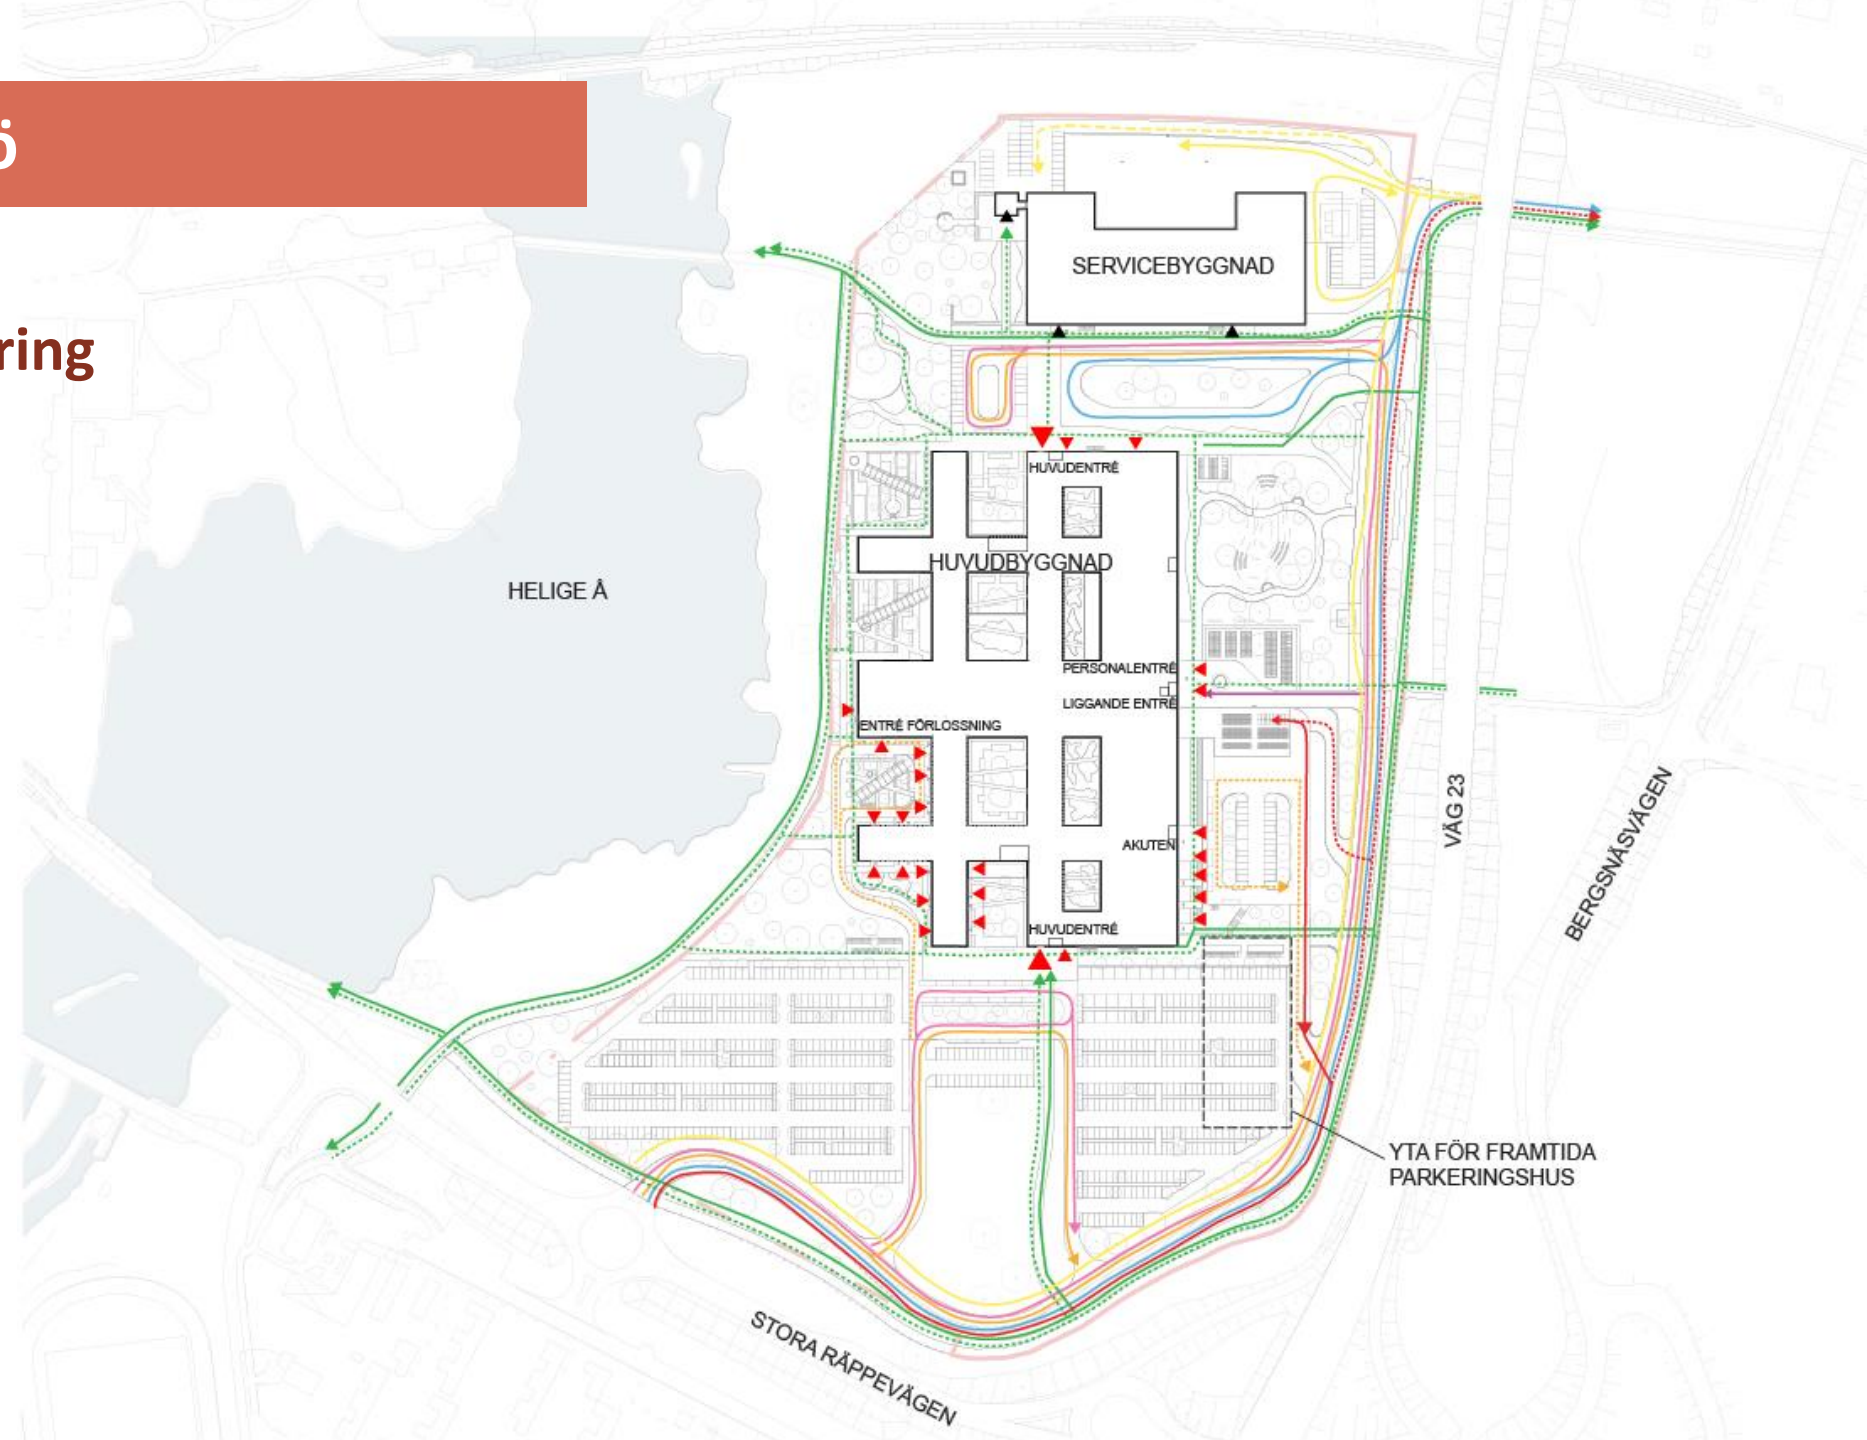 ö
ring
SERVICEBYGGNAD
HUVUDENTRÉ
HUVUDBYGGNAD
HELIGE Å
PERSONALENTRÉ
LIGGANDE ENTRÉ
ENTRÉ FÖRLOSSNING
VÄG 23
BERGSNÄSVÄGEN
AKUTEN
HUVUDENTRÉ
YTA FÖR FRAMTIDA
PARKERINGSHUS
STORA RÄPPEVÄGEN